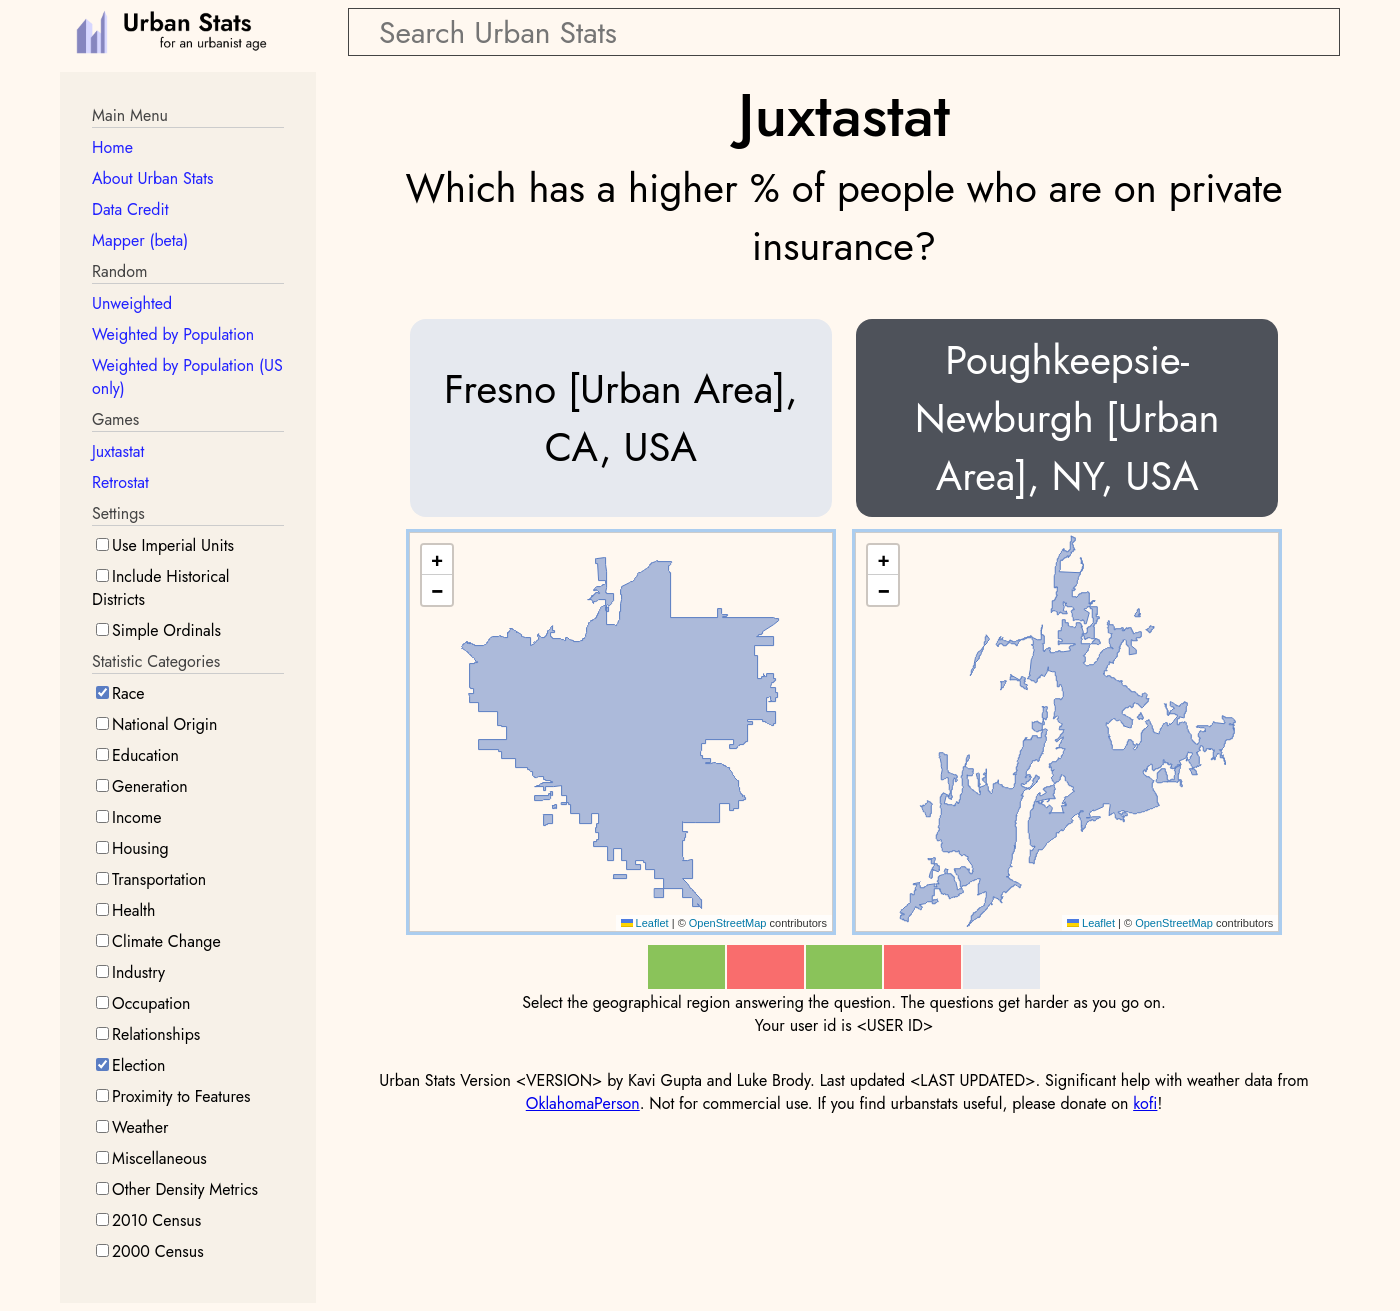 Urban Stats
for an urbanist age
Search Urban Stats
Main Menu
Home
About Urban Stats
Data Credit
Mapper (beta)
Random
Unweighted
Weighted by Population
Weighted by Population (US
only)
Games
Juxtastat
Retrostat
Settings
Use Imperial Units
Include Historical
Districts
Simple Ordinals
Statistic Categories
Race
National Origin
Education
Generation
Income
Housing
Transportation
Health
Climate Change
Industry
Occupation
Relationships
Election
Proximity to Features
Weather
Miscellaneous
Other Density Metrics
2010 Census
2000 Census
Juxtastat
Which has a higher % of people who are on private
insurance?
Fresno [Urban Area],
CA, USA
Poughkeepsie-
Newburgh [Urban
Area], NY, USA
+
−
Leaflet | © OpenStreetMap contributors
+
−
Leaflet | © OpenStreetMap contributors
Select the geographical region answering the question. The questions get harder as you go on.
Your user id is <USER ID>
Urban Stats Version <VERSION> by Kavi Gupta and Luke Brody. Last updated <LAST UPDATED>. Significant help with weather data from
OklahomaPerson. Not for commercial use. If you find urbanstats useful, please donate on kofi!